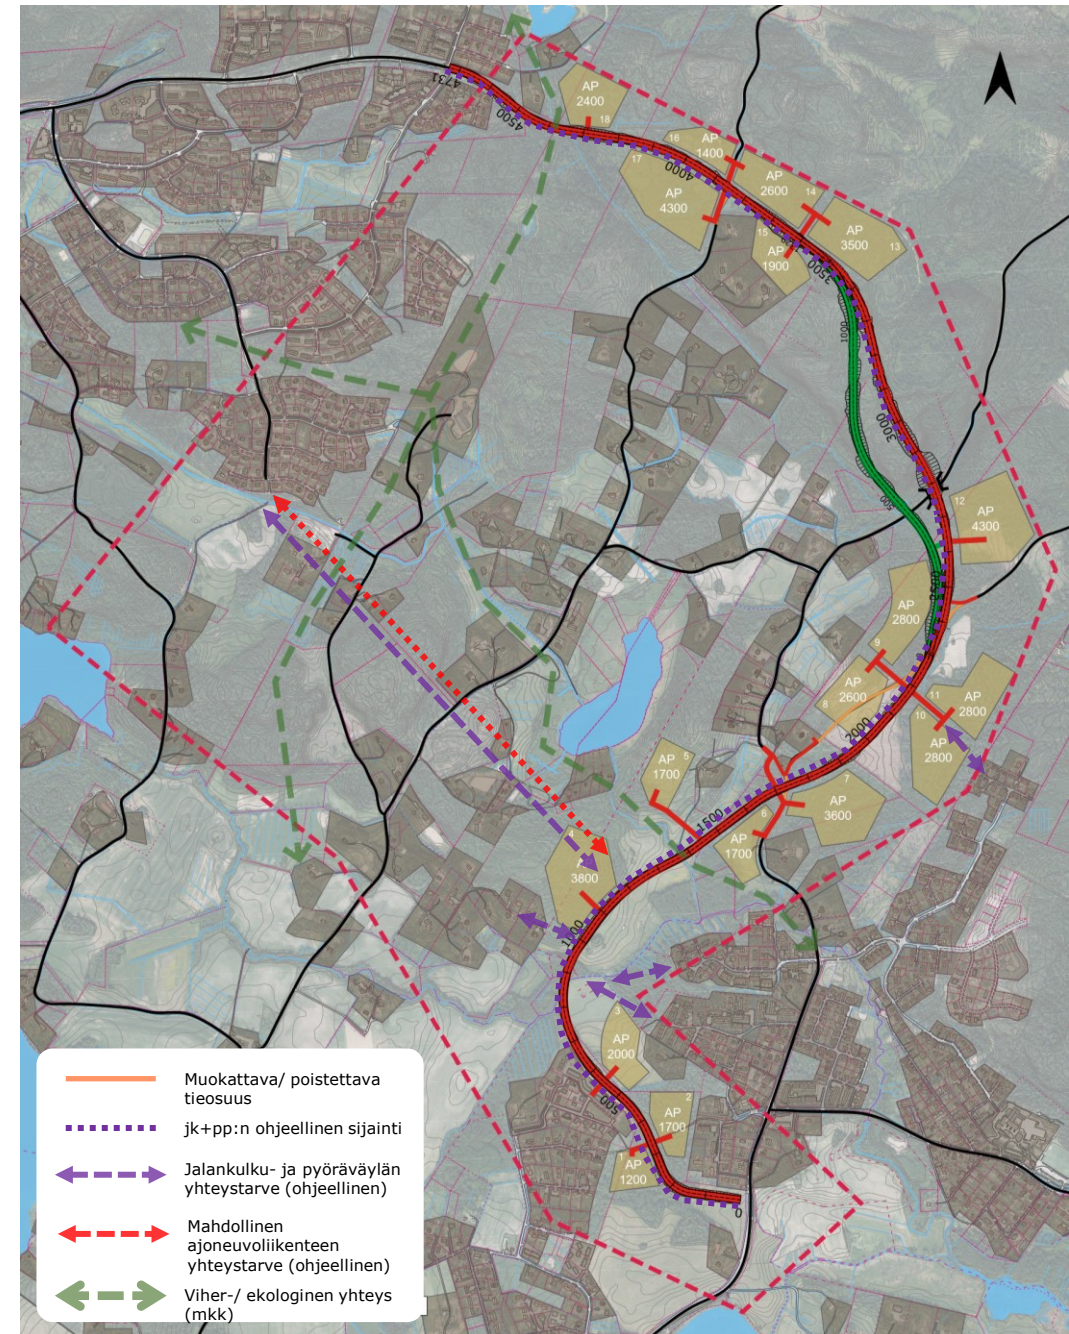 4731
4500
AP
2400
18
16
AP
1400
17
4000
AP
4300
AP
2600
14
15
AP
1900
AP
3500
13
3500
1000
3000
500
12
AP
4300
2500
0
AP
2800
9
AP
2600
8
11
AP
2800
10
AP
2800
2000
AP
1700
5
7
AP
3600
6
AP
1700
1500
4
3800
1000
3
AP
2000
500
2
AP
1700
1
AP
1200
0
Muokattava/ poistettava
tieosuus
jk+pp:n ohjeellinen sijainti
Jalankulku- ja pyöräväylän
yhteystarve (ohjeellinen)
Mahdollinen
ajoneuvoliikenteen
yhteystarve (ohjeellinen)
Viher-/ ekologinen yhteys
(mkk)